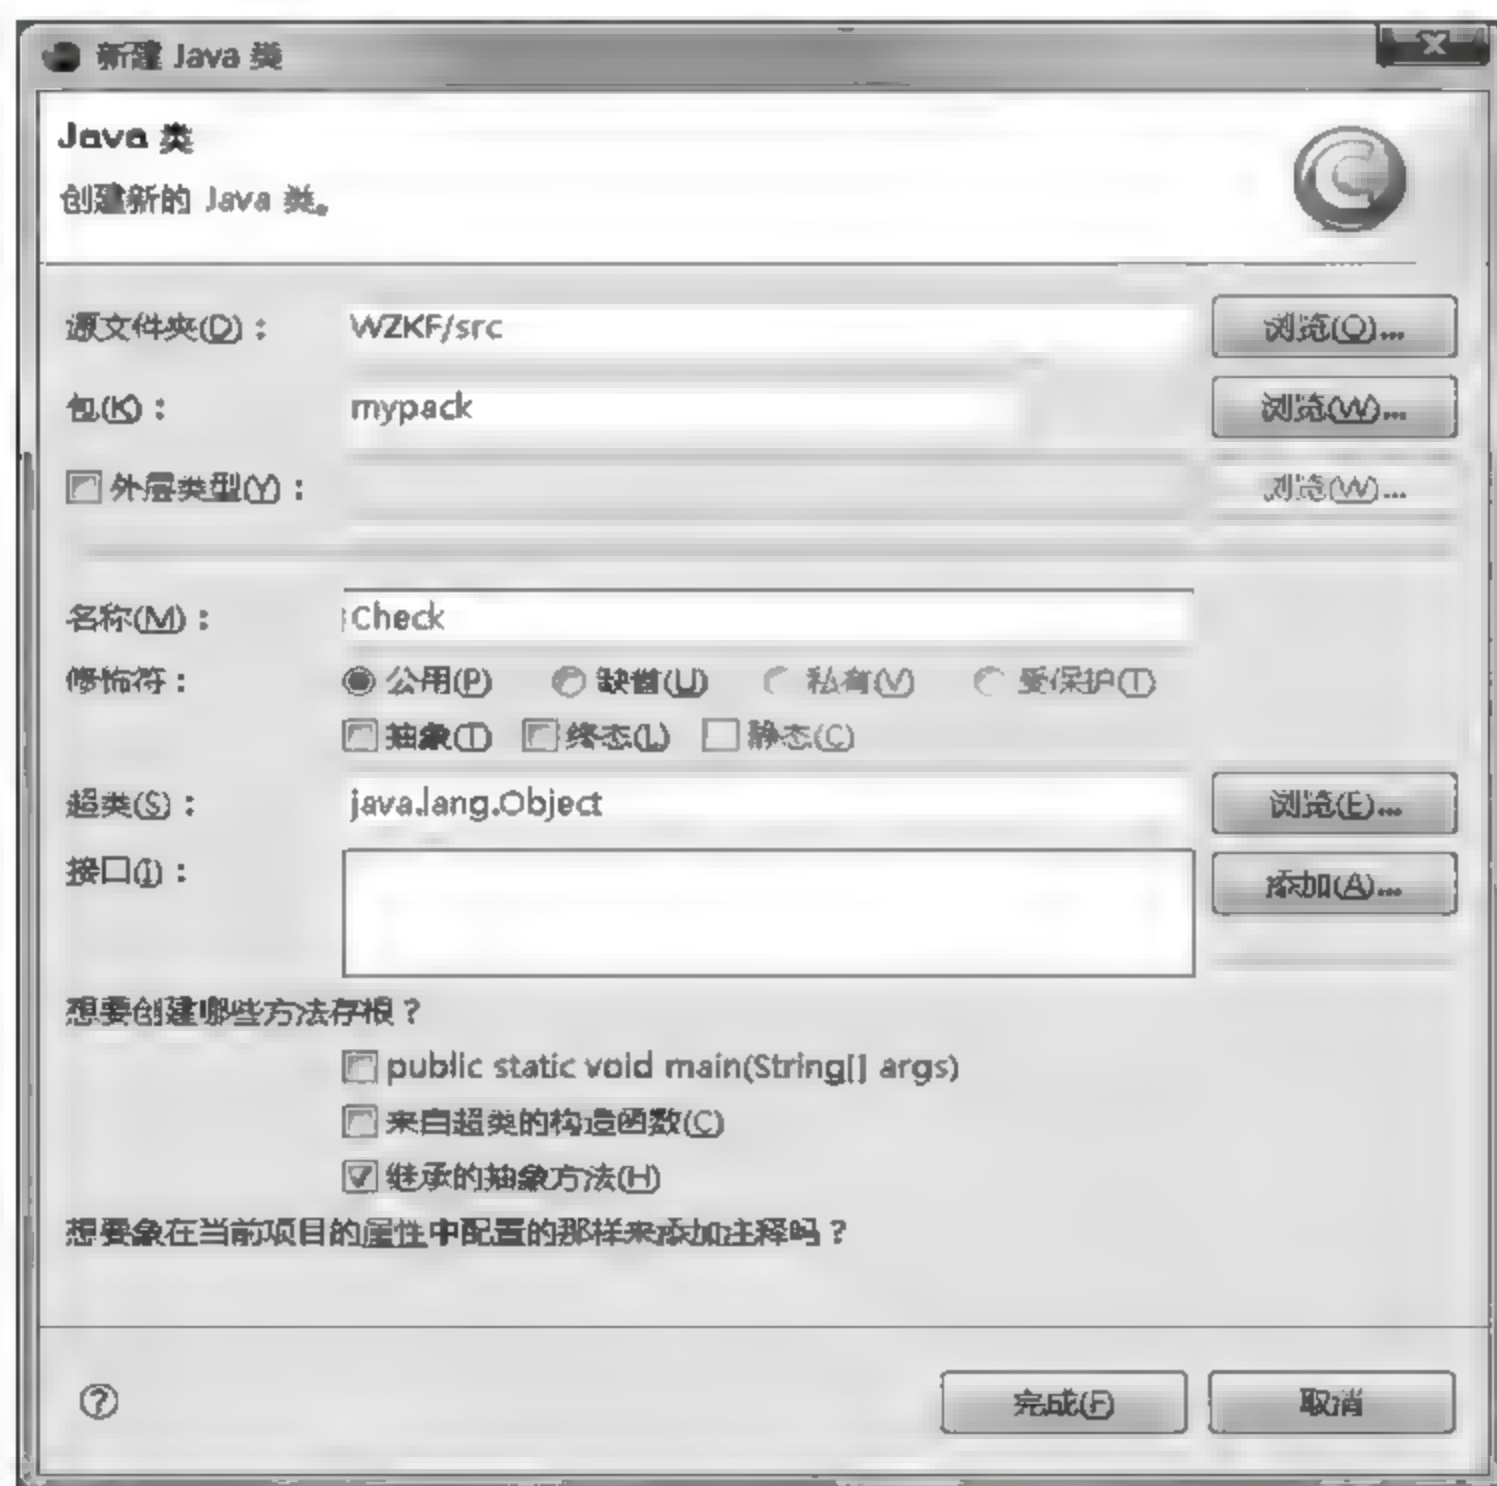 新建 Java 类
Java 类
创建新的 Java 类。
源文件夹(D)： WZKF/src 浏览(O)...
包(K)： mypack 浏览(W)...
外层类型(Y)： 浏览(W)...
名称(M)： Check
修饰符： 公用(P) 缺省(U) 私有(V) 受保护(T)
抽象(T) 终态(L) 静态(C)
超类(S)： java.lang.Object 浏览(E)...
接口(I)： 添加(A)...
想要创建哪些方法存根？
public static void main(String[] args)
来自超类的构造函数(C)
继承的抽象方法(H)
想要象在当前项目的属性中配置的那样来添加注释吗？
? 完成(F) 取消